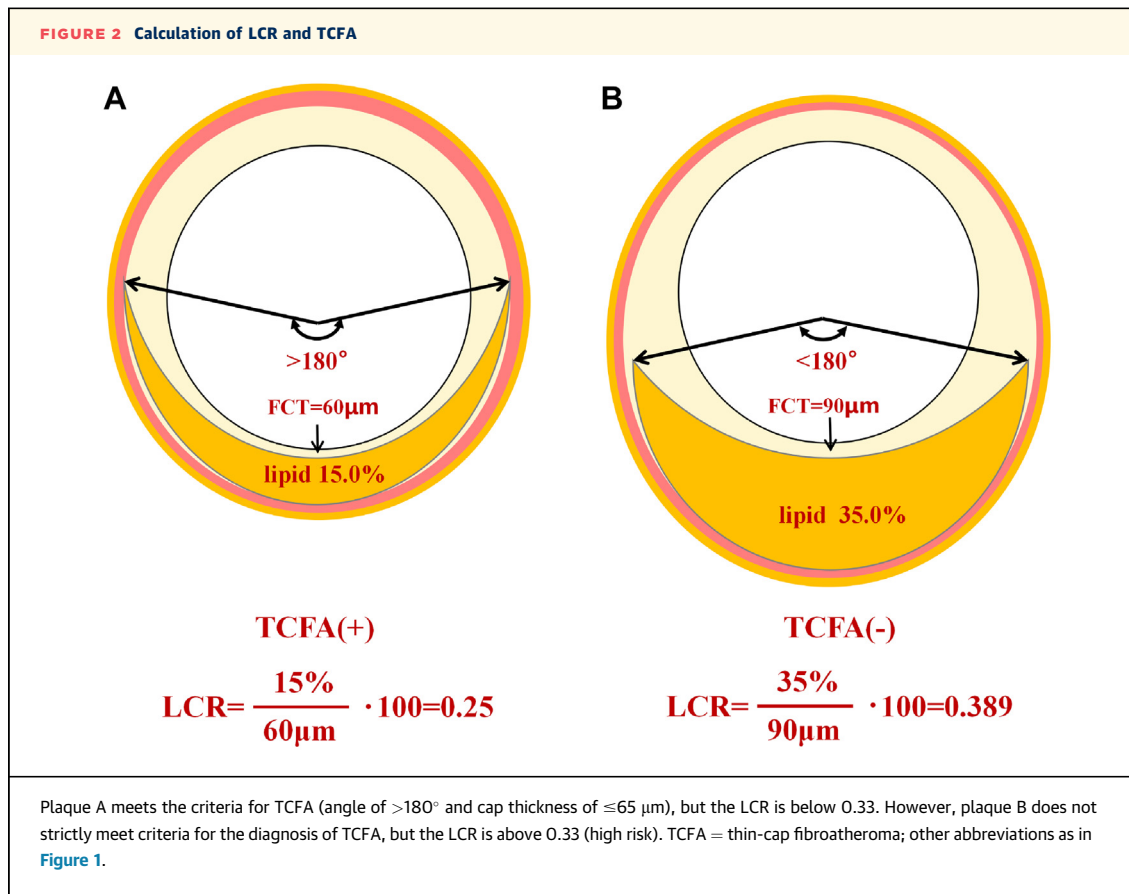 FIGURE 2 Calculation of LCR and TCFA
A
B
>180°
FCT=60μm
lipid 15.0%
<180°
FCT=90μm
lipid 35.0%
TCFA(+)
TCFA(-)
LCR= 15% / 60μm ·100=0.25
LCR= 35% / 90μm ·100=0.389
Plaque A meets the criteria for TCFA (angle of >180° and cap thickness of ≤65 μm), but the LCR is below 0.33. However, plaque B does not
strictly meet criteria for the diagnosis of TCFA, but the LCR is above 0.33 (high risk). TCFA = thin-cap fibroatheroma; other abbreviations as in
Figure 1.